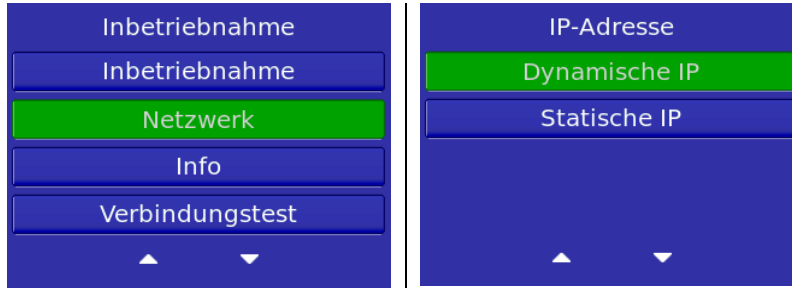 Inbetriebnahme
Inbetriebnahme
Netzwerk
Info
Verbindungstest
IP-Adresse
Dynamische IP
Statische IP